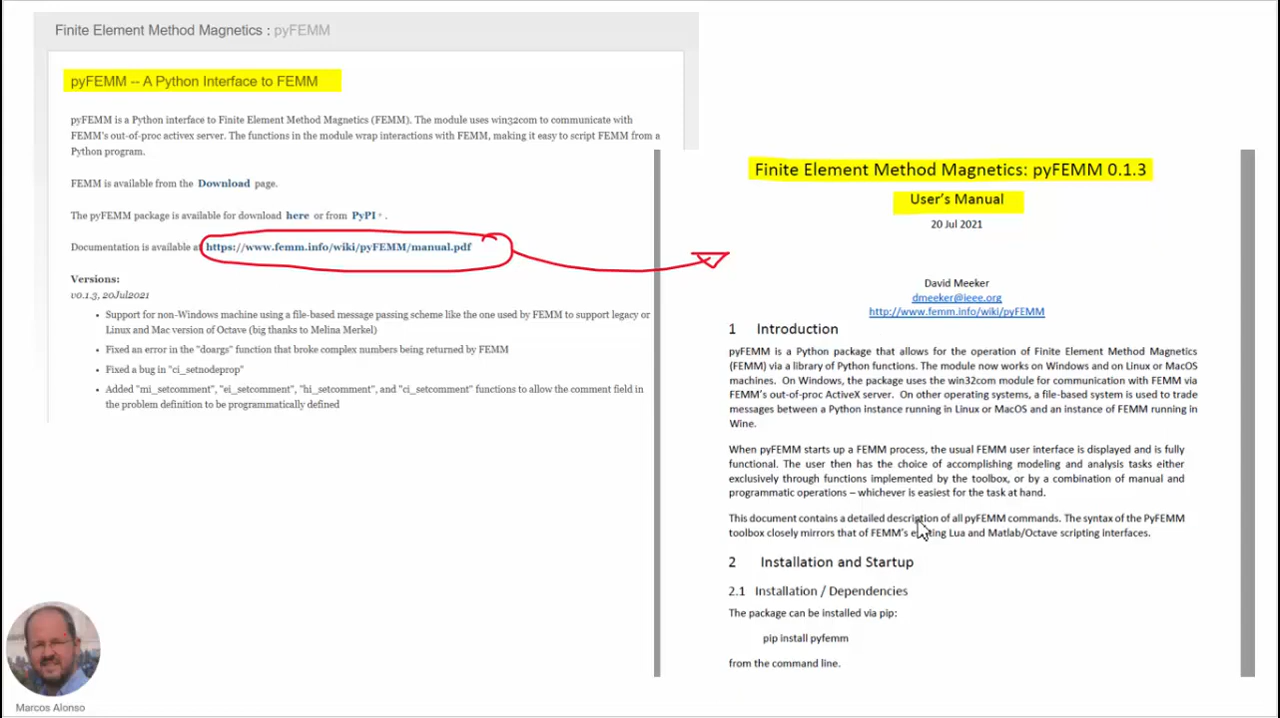 Finite Element Method Magnetics : pyFEMM
pyFEMM -- A Python Interface to FEMM
pyFEMM is a Python interface to Finite Element Method Magnetics (FEMM). The module uses win32com to communicate with
FEMM's out-of-proc activex server. The functions in the module wrap interactions with FEMM, making it easy to script FEMM from a
Python program.
FEMM is available from the Download page.
The pyFEMM package is available for download here or from PyPI .
Documentation is available at https://www.femm.info/wiki/pyFEMM/manual.pdf
Versions:
v0.1.3, 20Jul2021
• Support for non-Windows machine using a file-based message passing scheme like the one used by FEMM to support legacy or
Linux and Mac version of Octave (big thanks to Melina Merkel)
• Fixed an error in the "doargs" function that broke complex numbers being returned by FEMM
• Fixed a bug in "ci_setnodeprop"
• Added "mi_setcomment", "ei_setcomment", "hi_setcomment", and "ci_setcomment" functions to allow the comment field in
the problem definition to be programmatically defined
Finite Element Method Magnetics: pyFEMM 0.1.3
User's Manual
20 Jul 2021
David Meeker
dmeeker@ieee.org
http://www.femm.info/wiki/pyFEMM
1 Introduction
pyFEMM is a Python package that allows for the operation of Finite Element Method Magnetics
(FEMM) via a library of Python functions. The module now works on Windows and on Linux or MacOS
machines. On Windows, the package uses the win32com module for communication with FEMM via
FEMM's out-of-proc ActiveX server. On other operating systems, a file-based system is used to trade
messages between a Python instance running in Linux or MacOS and an instance of FEMM running in
Wine.
When pyFEMM starts up a FEMM process, the usual FEMM user interface is displayed and is fully
functional. The user then has the choice of accomplishing modeling and analysis tasks either
exclusively through functions implemented by the toolbox, or by a combination of manual and
programmatic operations – whichever is easiest for the task at hand.
This document contains a detailed description of all pyFEMM commands. The syntax of the PyFEMM
toolbox closely mirrors that of FEMM's existing Lua and Matlab/Octave scripting interfaces.
2 Installation and Startup
2.1 Installation / Dependencies
The package can be installed via pip:
pip install pyfemm
from the command line.
Marcos Alonso